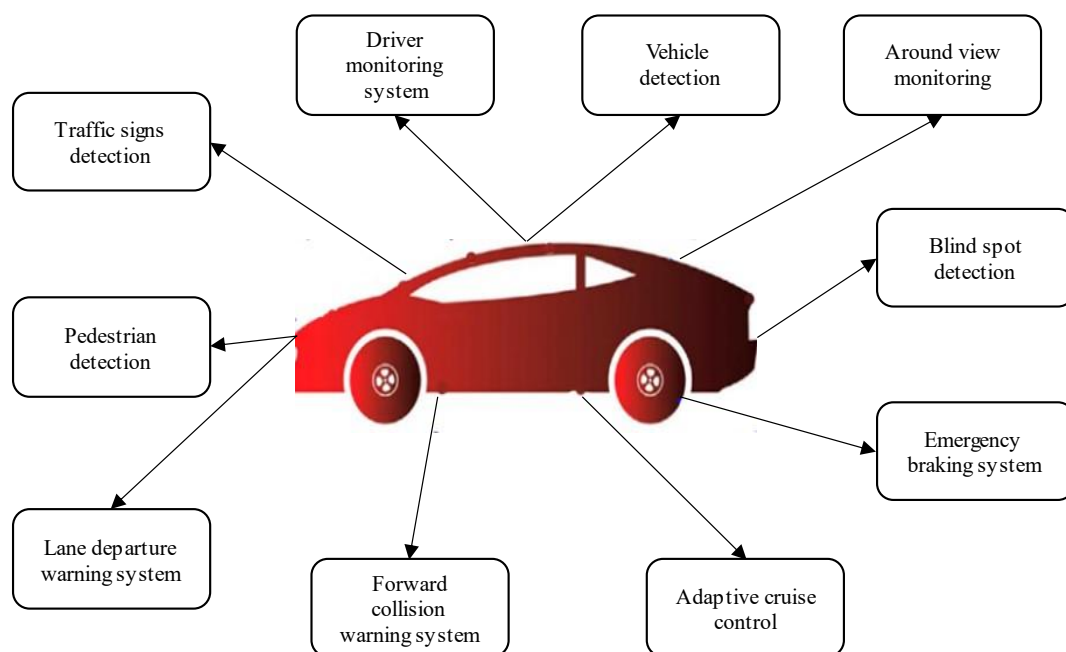 Driver
monitoring
system
Vehicle
detection
Around view
monitoring
Traffic signs
detection
Blind spot
detection
Pedestrian
detection
Emergency
braking system
Lane departure
warning system
Forward
collision
warning system
Adaptive cruise
control